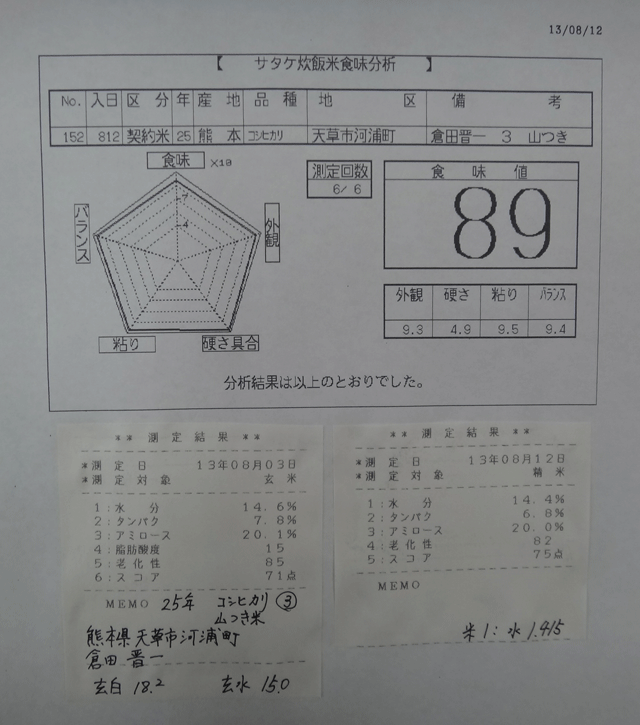 13/08/12
【 サタケ炊飯米食味分析 】
No. 入日 区分 年 産地 品種 地区 備考
152 812 契約米 25 熊本 コシヒカリ 天草市河浦町 倉田晋一 3 山つき
食味 ×10
7
4
バランス
外観
粘り
硬さ具合
測定回数
6/ 6
食味値
89
外観 硬さ 粘り バランス
9.3 4.9 9.5 9.4
分析結果は以上のとおりでした。
** 測定結果 **
*測定日 13年08月03日
*測定対象 玄米
1:水分 14.6%
2:タンパク 7.8%
3:アミロース 20.1%
4:脂肪酸度 15
5:老化性 85
6:スコア 71点
MEMO 25年 コシヒカリ ③
山つき米
熊本県天草市河浦町
倉田晋一
玄白 18.2 玄水 15.0
** 測定結果 **
*測定日 13年08月12日
*測定対象 精米
1:水分 14.4%
2:タンパク 6.8%
3:アミロース 20.0%
4:老化性 82
5:スコア 75点
MEMO
米1:水1.415